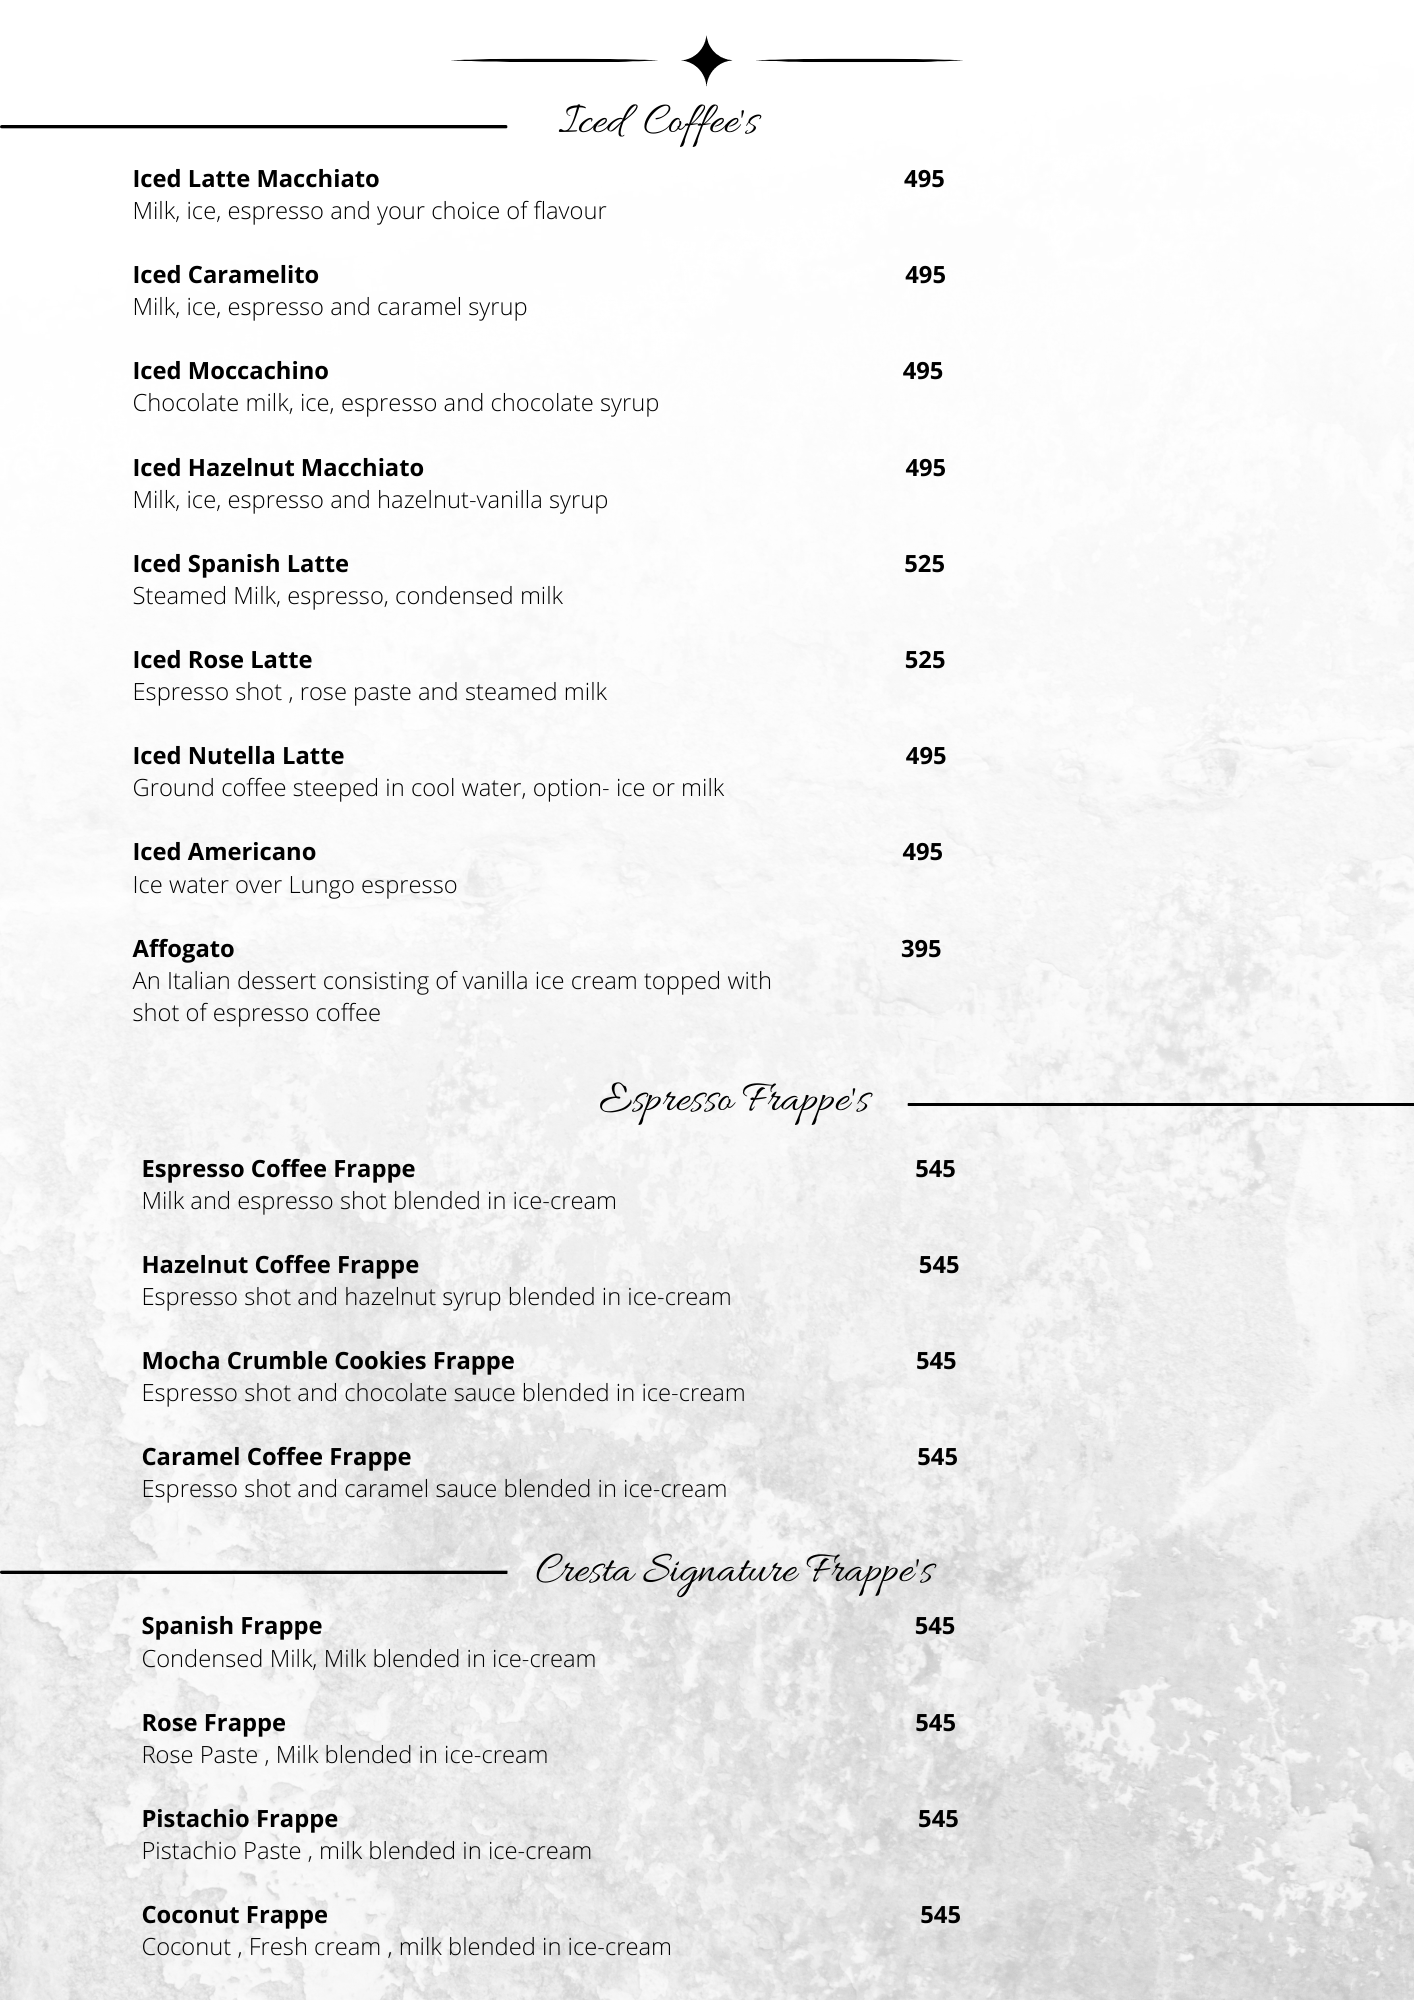 Iced Coffee's
Iced Latte Macchiato 495
Milk, ice, espresso and your choice of flavour
Iced Caramelito 495
Milk, ice, espresso and caramel syrup
Iced Moccachino 495
Chocolate milk, ice, espresso and chocolate syrup
Iced Hazelnut Macchiato 495
Milk, ice, espresso and hazelnut-vanilla syrup
Iced Spanish Latte 525
Steamed Milk, espresso, condensed milk
Iced Rose Latte 525
Espresso shot , rose paste and steamed milk
Iced Nutella Latte 495
Ground coffee steeped in cool water, option- ice or milk
Iced Americano 495
Ice water over Lungo espresso
Affogato 395
An Italian dessert consisting of vanilla ice cream topped with
shot of espresso coffee
Espresso Frappe's
Espresso Coffee Frappe 545
Milk and espresso shot blended in ice-cream
Hazelnut Coffee Frappe 545
Espresso shot and hazelnut syrup blended in ice-cream
Mocha Crumble Cookies Frappe 545
Espresso shot and chocolate sauce blended in ice-cream
Caramel Coffee Frappe 545
Espresso shot and caramel sauce blended in ice-cream
Cresta Signature Frappe's
Spanish Frappe 545
Condensed Milk, Milk blended in ice-cream
Rose Frappe 545
Rose Paste , Milk blended in ice-cream
Pistachio Frappe 545
Pistachio Paste , milk blended in ice-cream
Coconut Frappe 545
Coconut , Fresh cream , milk blended in ice-cream